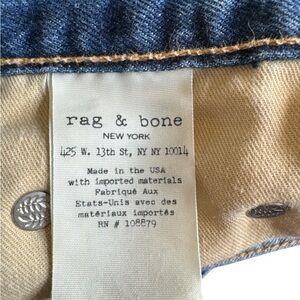 rag & bone
NEW YORK
425 W. 13th St, NY NY 10014
Made in the USA
with imported materials
Fabriqué Aux
Etats-Unis avec des
matériaux importés
RN # 108879